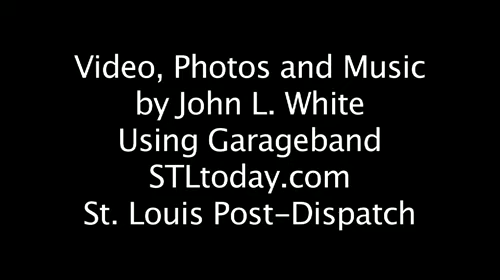 Video, Photos and Music
by John L. White
Using Garageband
STLtoday.com
St. Louis Post-Dispatch